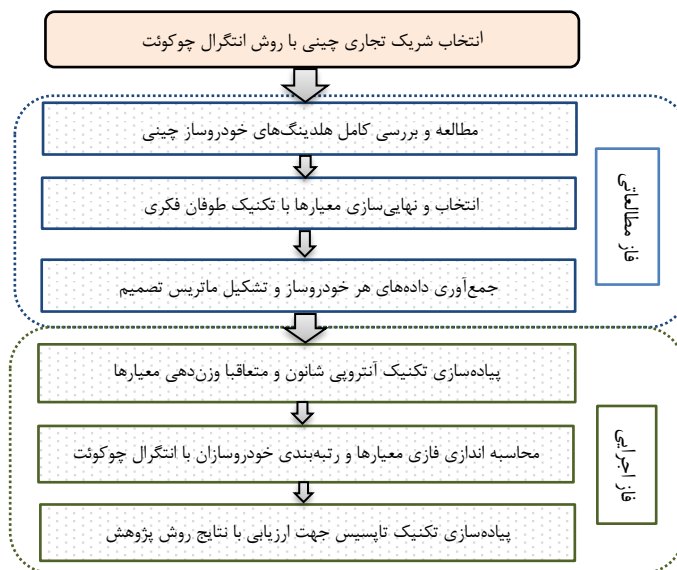 انتخاب شریک تجاری چینی با روش انتگرال چوکوئت
مطالعه و بررسی کامل هلدینگ‌های خودروساز چینی
انتخاب و نهایی‌سازی معیارها با تکنیک طوفان فکری
جمع‌آوری داده‌های هر خودروساز و تشکیل ماتریس تصمیم
فاز مطالعاتی
پیاده‌سازی تکنیک آنتروپی شانون و متعاقبا وزن‌دهی معیارها
محاسبه اندازی فازی معیارها و رتبه‌بندی خودروسازان با انتگرال چوکوئت
پیاده‌سازی تکنیک تاپسیس جهت ارزیابی با نتایج روش پژوهش
فاز اجرایی